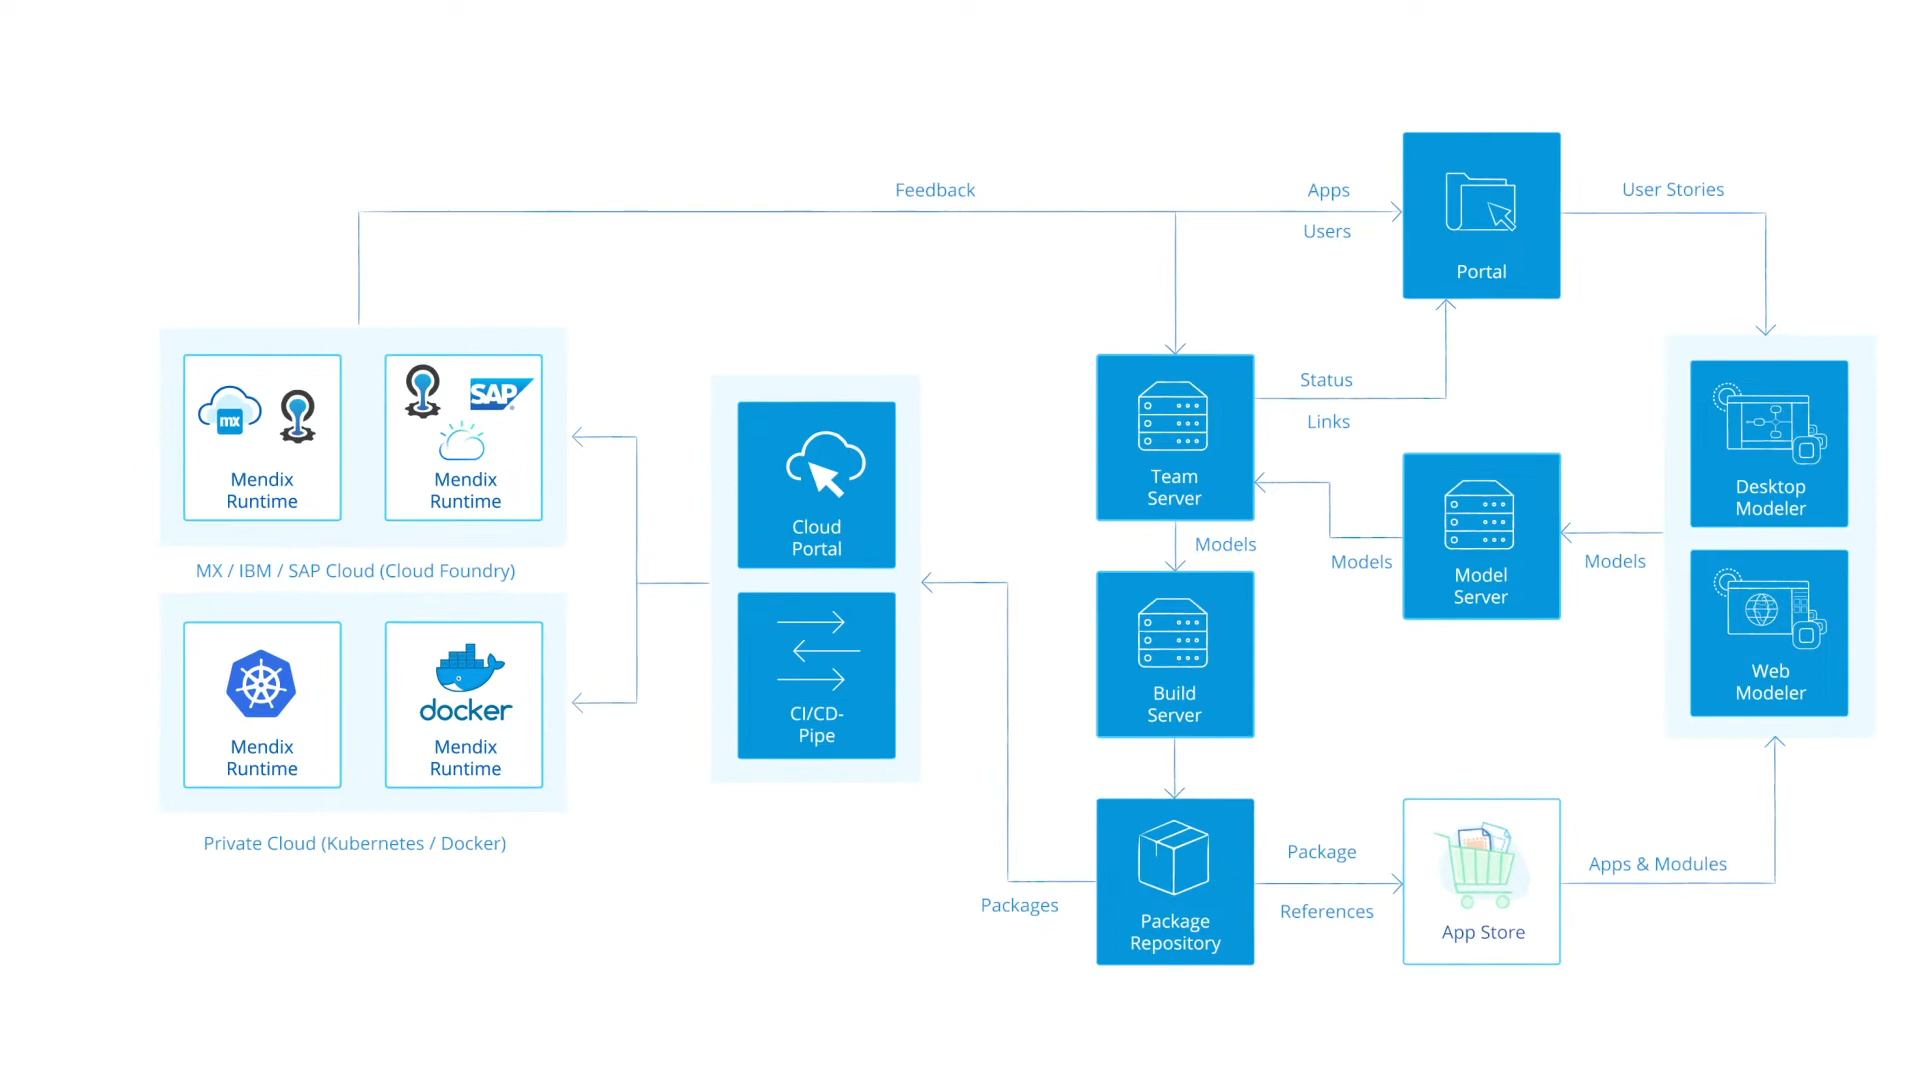 Feedback
Apps
Users
Portal
User Stories
mx
Mendix
Runtime
SAP
Mendix
Runtime
MX / IBM / SAP Cloud (Cloud Foundry)
Mendix
Runtime
docker
Mendix
Runtime
Private Cloud (Kubernetes / Docker)
Cloud
Portal
CI/CD-
Pipe
Team
Server
Status
Links
Models
Build
Server
Models
Model
Server
Models
Desktop
Modeler
Web
Modeler
Packages
Package
Repository
Package
References
App Store
Apps & Modules